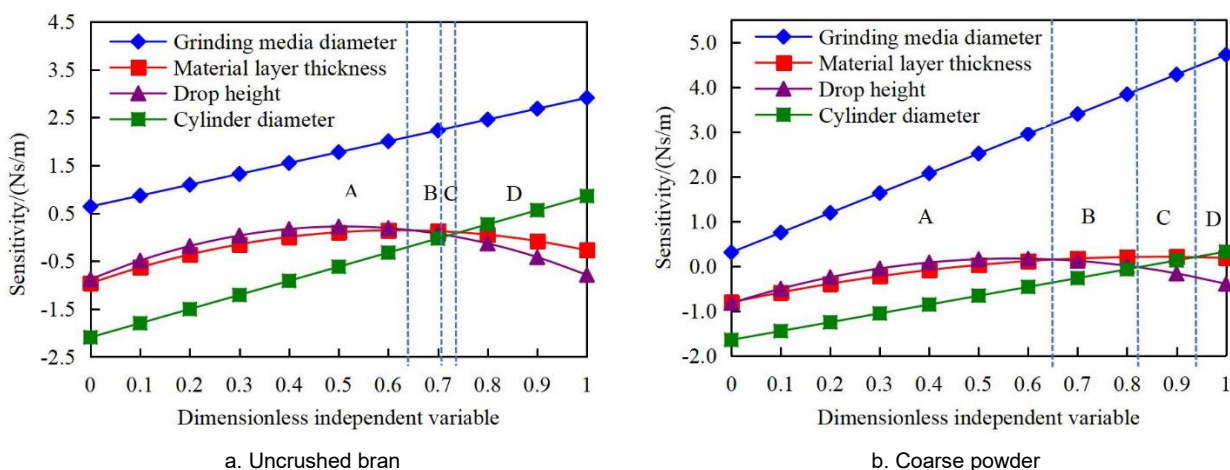 4.5
3.5
2.5
1.5
0.5
-0.5
-1.5
-2.5
Sensitivity/(Ns/m)
Grinding media diameter
Material layer thickness
Drop height
Cylinder diameter
A
B
C
D
0 0.1 0.2 0.3 0.4 0.5 0.6 0.7 0.8 0.9 1
Dimensionless independent variable
a. Uncrushed bran
5.0
4.0
3.0
2.0
1.0
0.0
-1.0
-2.0
Sensitivity/(Ns/m)
Grinding media diameter
Material layer thickness
Drop height
Cylinder diameter
A
B
C
D
0 0.1 0.2 0.3 0.4 0.5 0.6 0.7 0.8 0.9 1
Dimensionless independent variable
b. Coarse powder